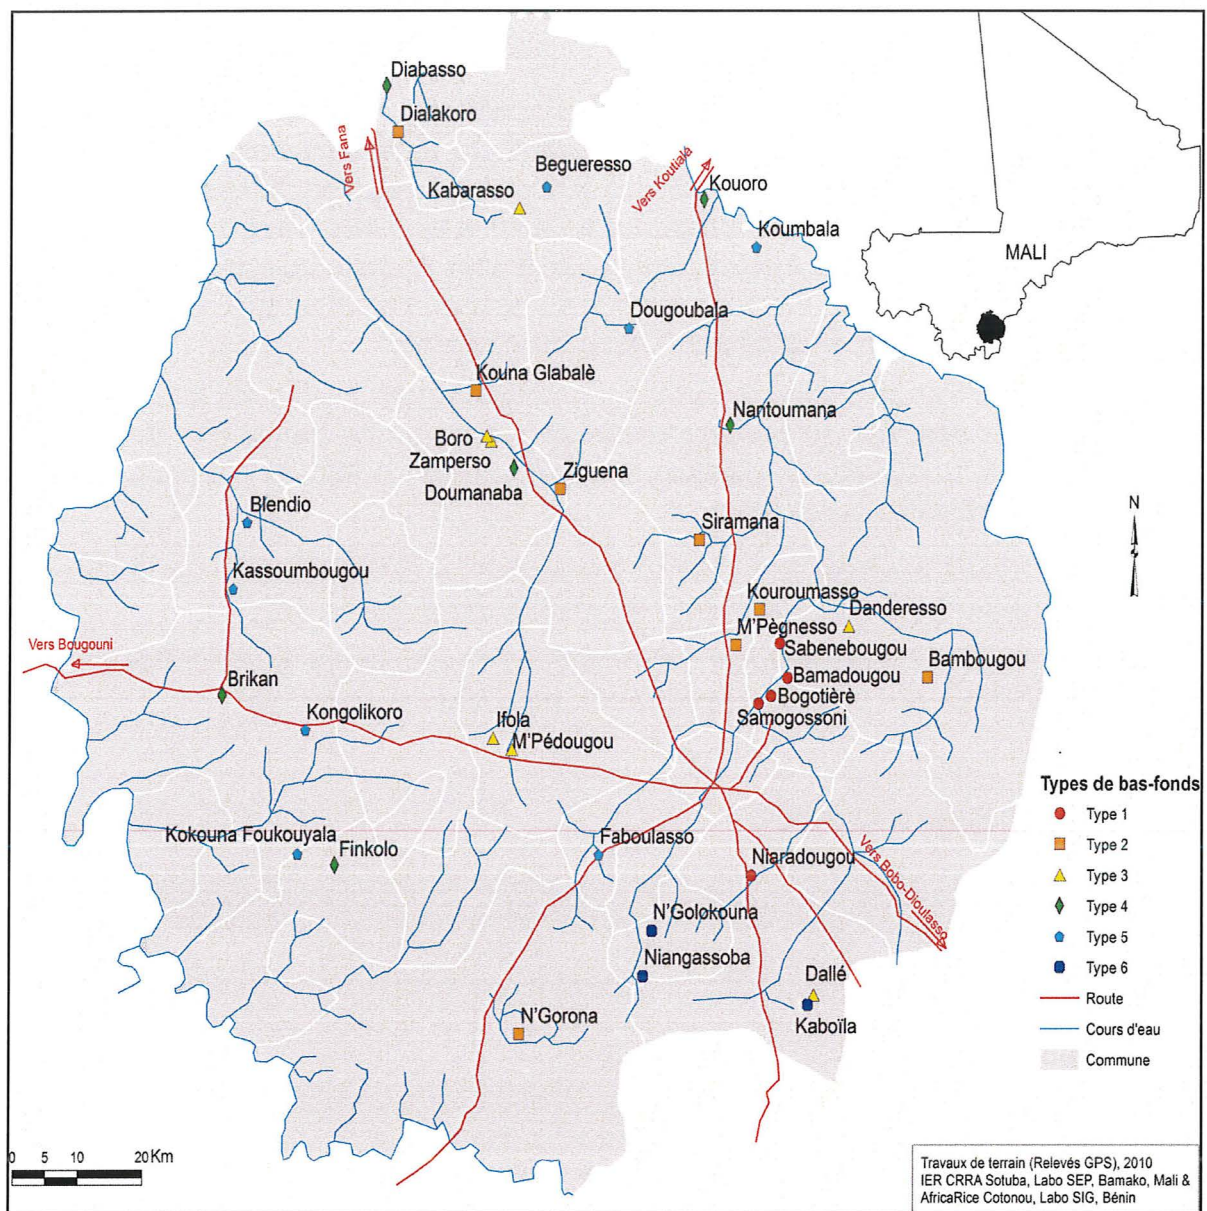 Diabasso
Dialakoro
Vers Fana
Begueresso
Kabarasso
Vers Koutialé
Kouoro
Koumbala
MALI
Dougoubala
Kouna Glabalè
Nantoumana
Boro
Zamperso
Doumanaba
Ziguena
Blendio
Siramana
N
Kassoumbougou
Kouroumasso
Danderesso
M'Pègnesso
Sabenebougou
Vers Bougouni
Bambougou
Brikan
Bamadougou
Bogotièrè
Samogossoni
Kongolikoro
Ifola
M'Pédougou
Types de bas-fonds
Type 1
Type 2
Type 3
Type 4
Type 5
Type 6
Route
Cours d'eau
Commune
Kokouna Foukouyala
Finkolo
Faboulasso
Niaradougou
Vers Bobo-Dioulasso
N'Golokouna
Niangassoba
Dallé
Kaboïla
N'Gorona
0 5 10 20 Km
Travaux de terrain (Relevés GPS), 2010
IER CRRA Sotuba, Labo SEP, Bamako, Mali &
AfricaRice Cotonou, Labo SIG, Bénin